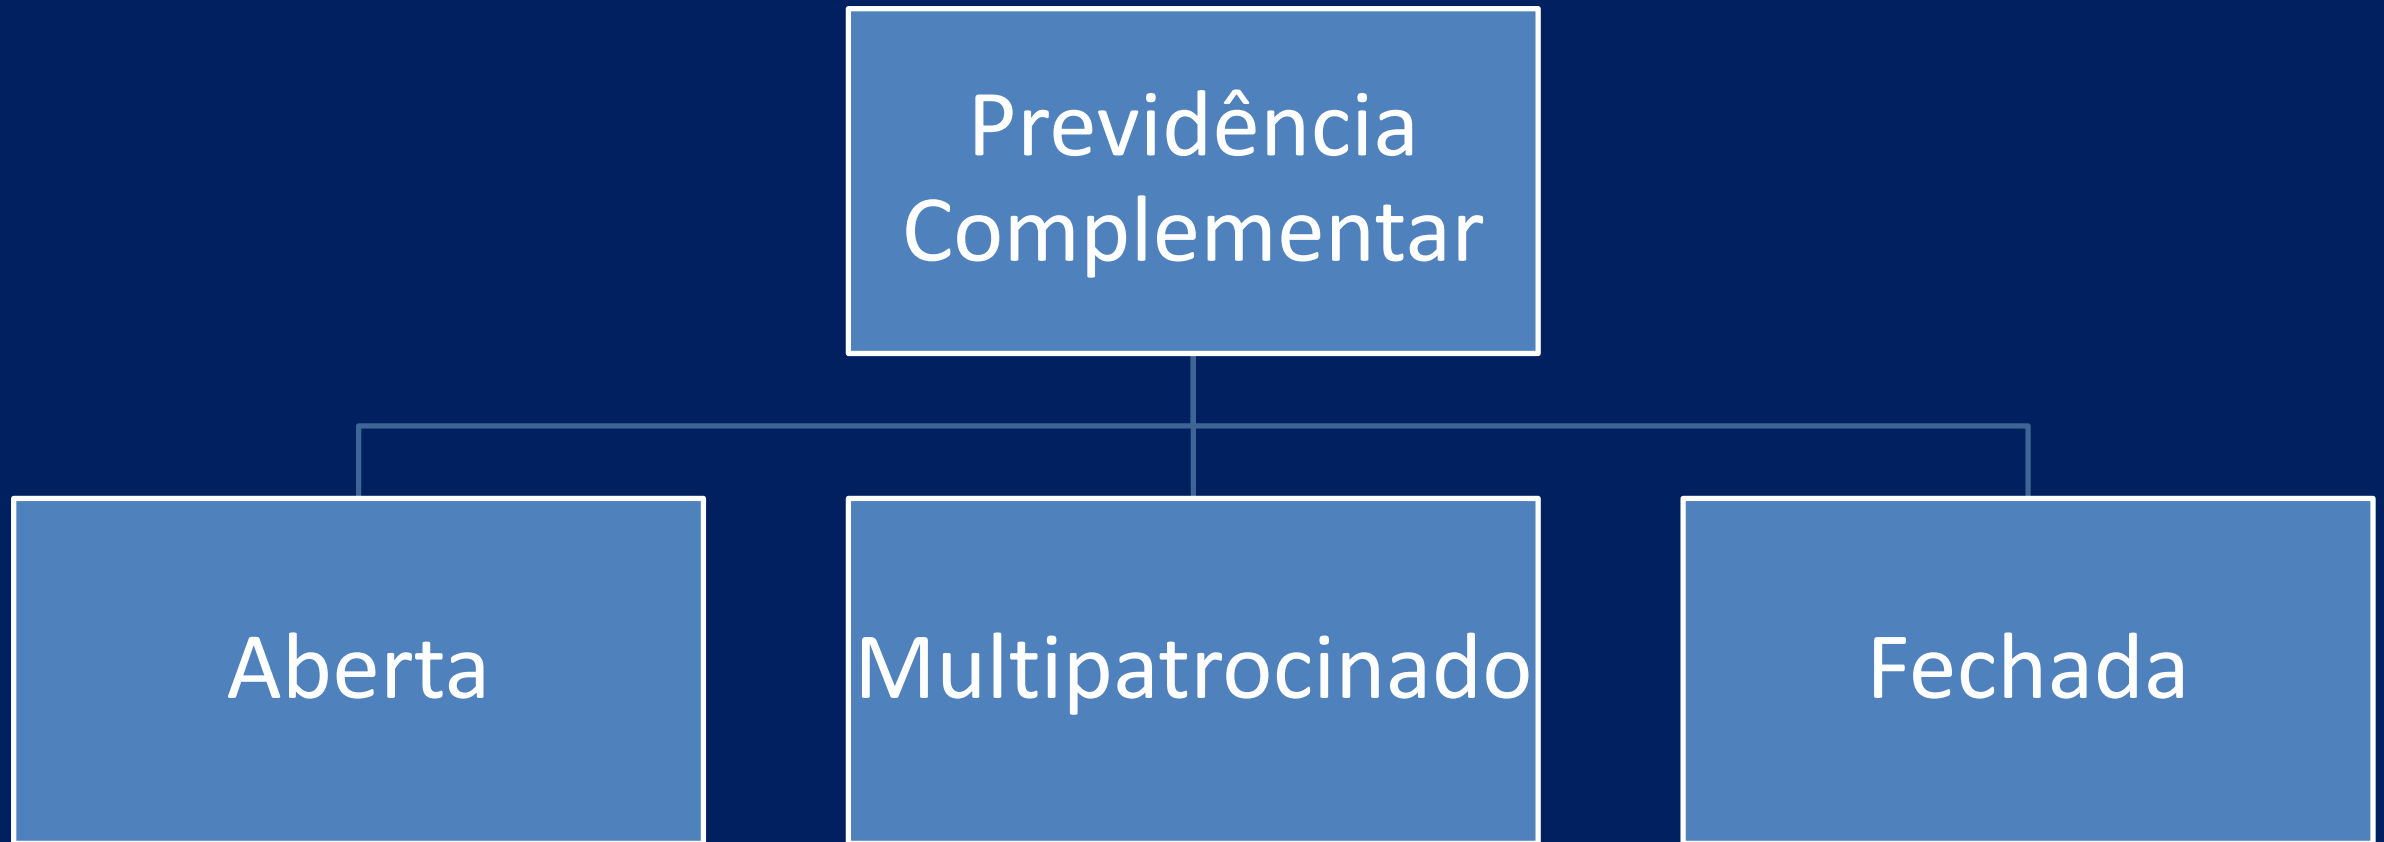 Previdência
Complementar
Aberta
Multipatrocinado
Fechada